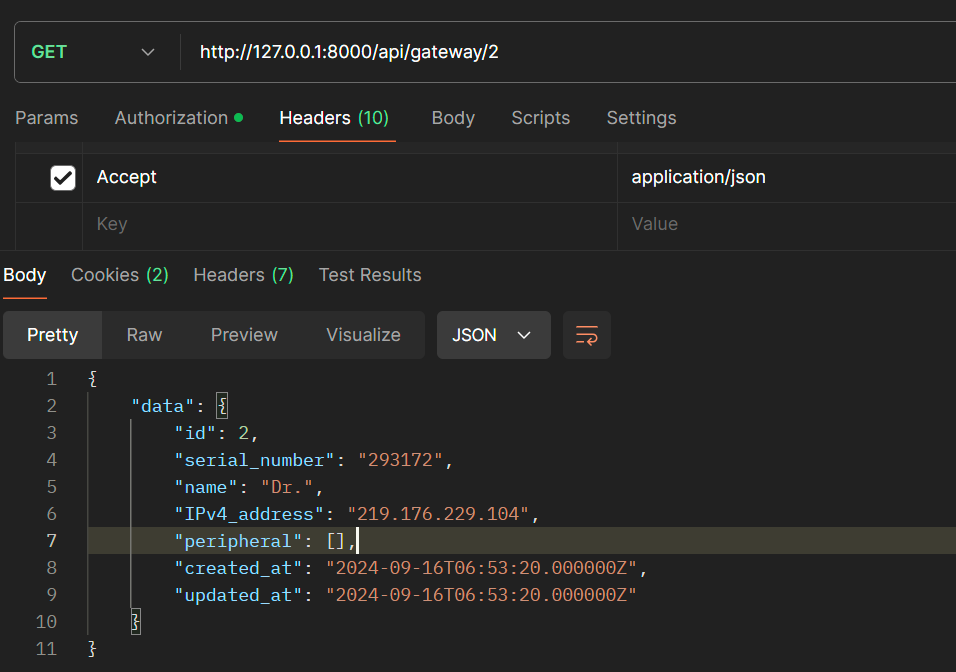 GET http://127.0.0.1:8000/api/gateway/2
Params Authorization Headers (10) Body Scripts Settings
Accept application/json
Key Value
Body Cookies (2) Headers (7) Test Results
Pretty Raw Preview Visualize JSON
1 {
2 "data": {
3 "id": 2,
4 "serial_number": "293172",
5 "name": "Dr.",
6 "IPv4_address": "219.176.229.104",
7 "peripheral": [],
8 "created_at": "2024-09-16T06:53:20.000000Z",
9 "updated_at": "2024-09-16T06:53:20.000000Z"
10 }
11 }